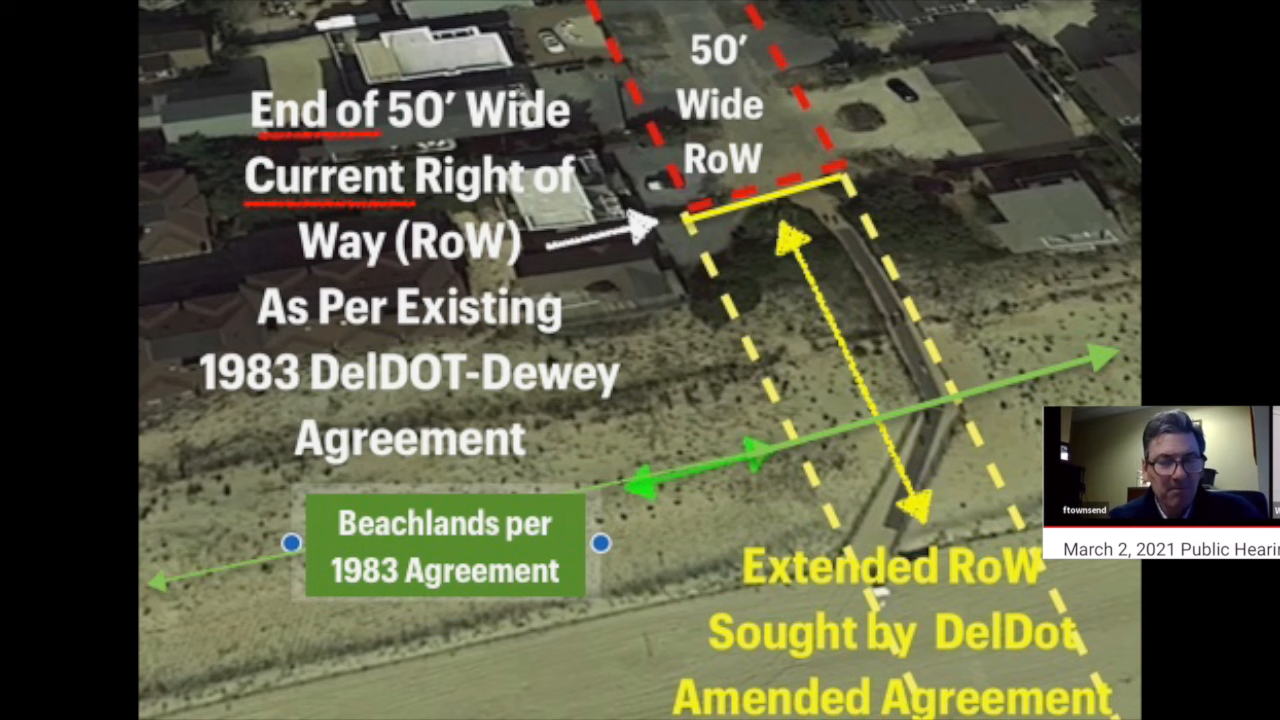 50'
Wide
RoW
End of 50' Wide
Current Right of
Way (RoW)
As Per Existing
1983 DelDOT-Dewey
Agreement
Beachlands per
1983 Agreement
ftownsend
March 2, 2021 Public Hearin
Extended RoW
Sought by DelDot
Amended Agreement